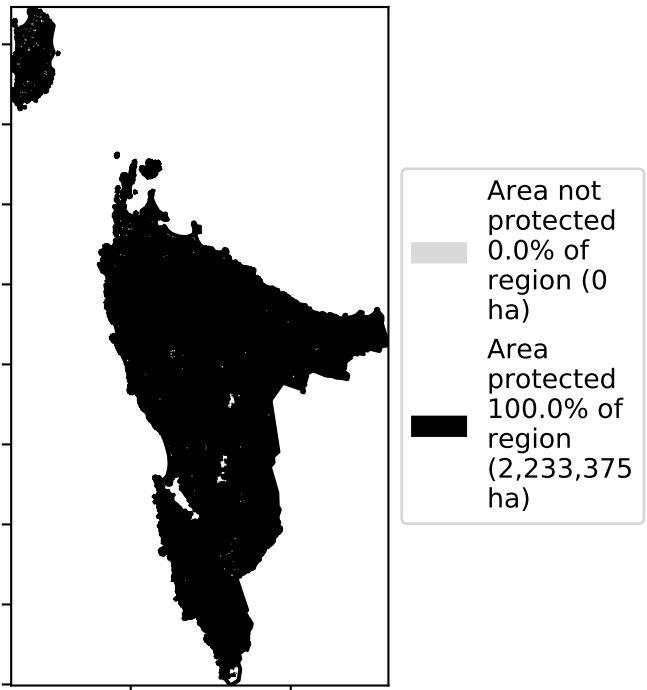 Area not
protected
0.0% of
region (0
ha)
Area
protected
100.0% of
region
(2,233,375
ha)